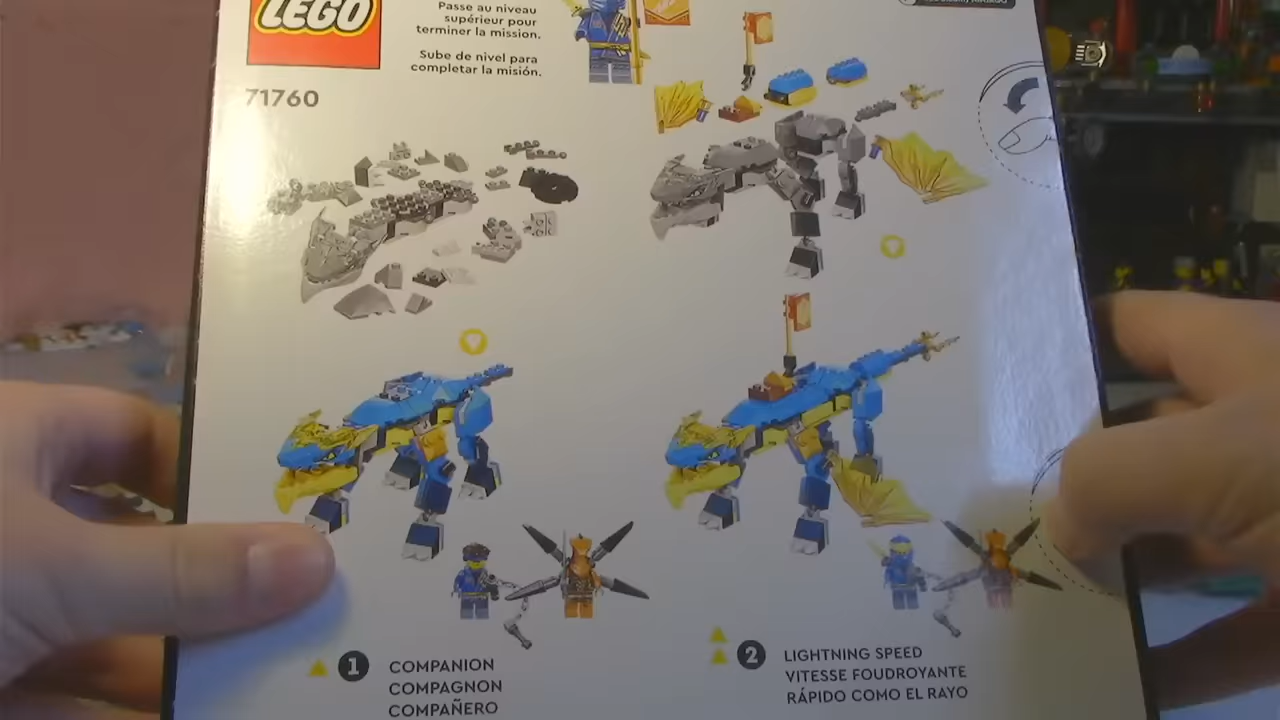 LEGO
Passe au niveau
supérieur pour
terminer la mission.
Sube de nivel para
completar la misión.
71760
1
COMPANION
COMPAGNON
COMPAÑERO
2
LIGHTNING SPEED
VITESSE FOUDROYANTE
RÁPIDO COMO EL RAYO